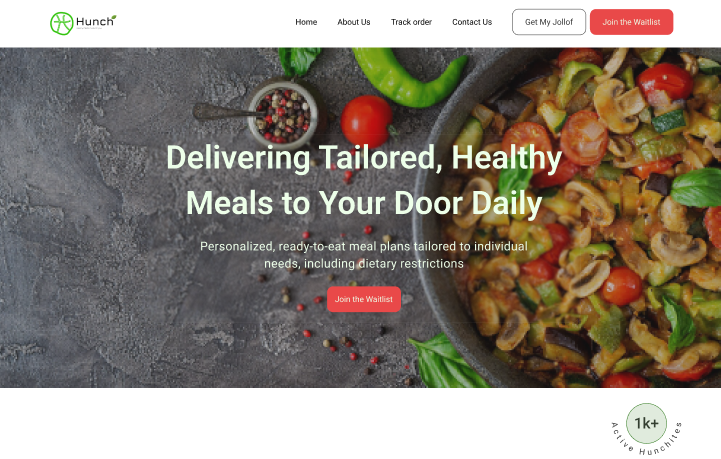 Hunch
Home
About Us
Track order
Contact Us
Get My Jollof
Join the Waitlist
Delivering Tailored, Healthy
Meals to Your Door Daily
Personalized, ready-to-eat meal plans tailored to individual
needs, including dietary restrictions
Join the Waitlist
1k+
Active Hunchites